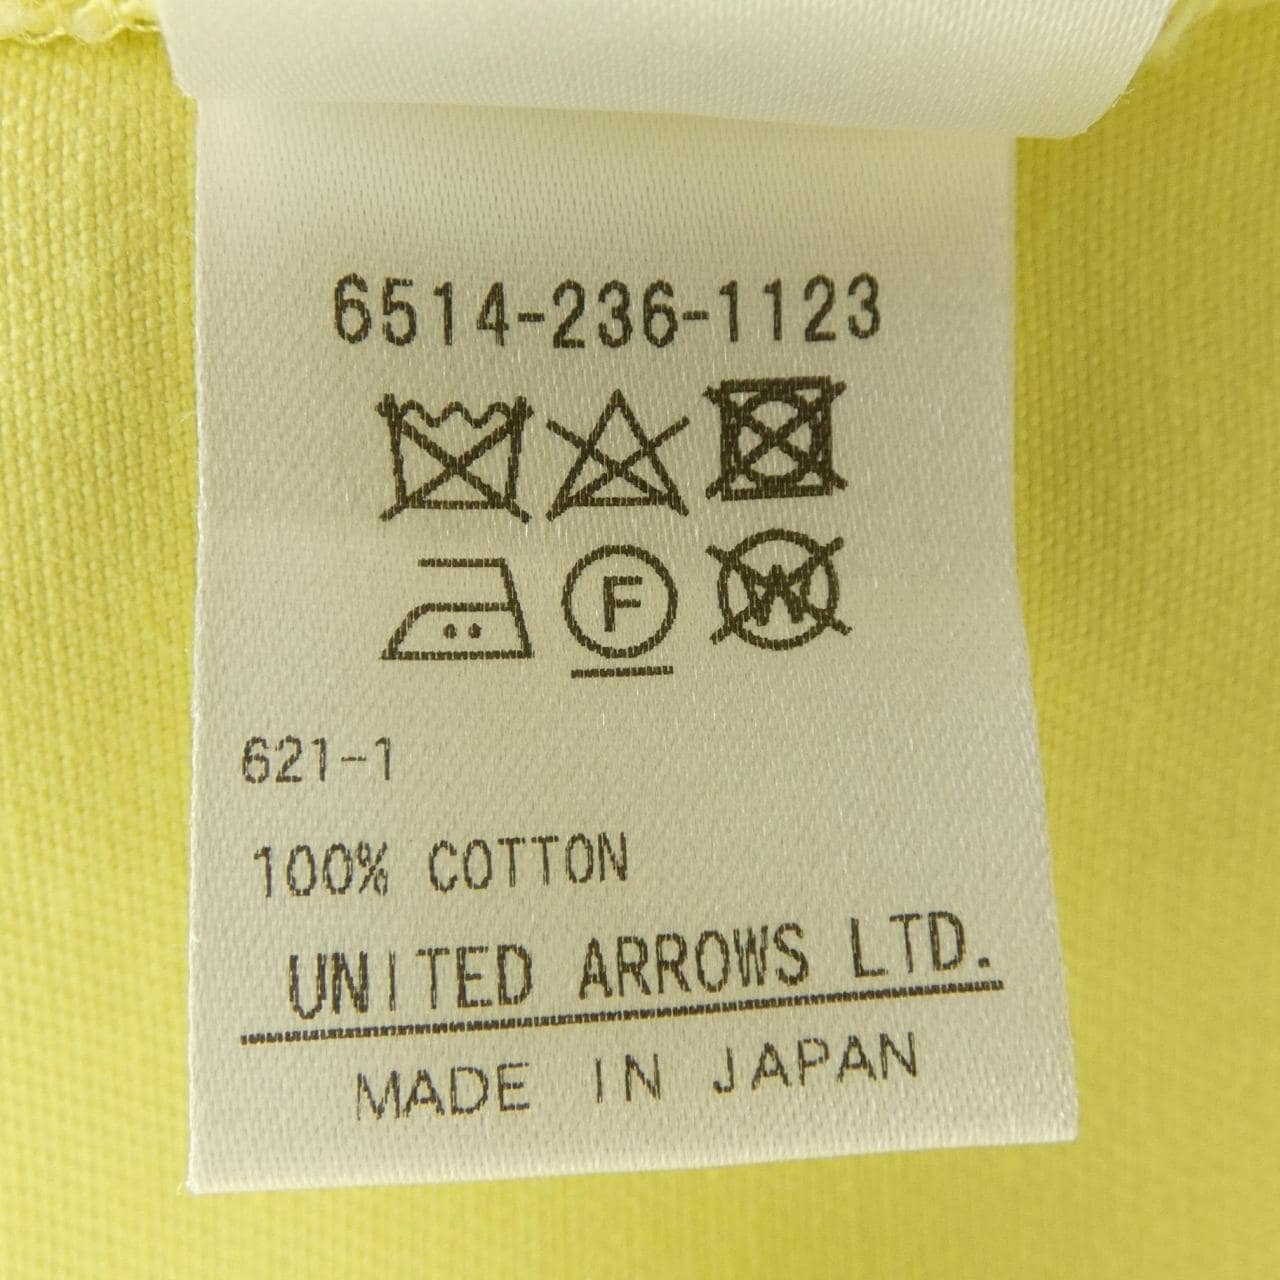 6514-236-1123
F W
621-1
100% COTTON
UNITED ARROWS LTD.
MADE IN JAPAN